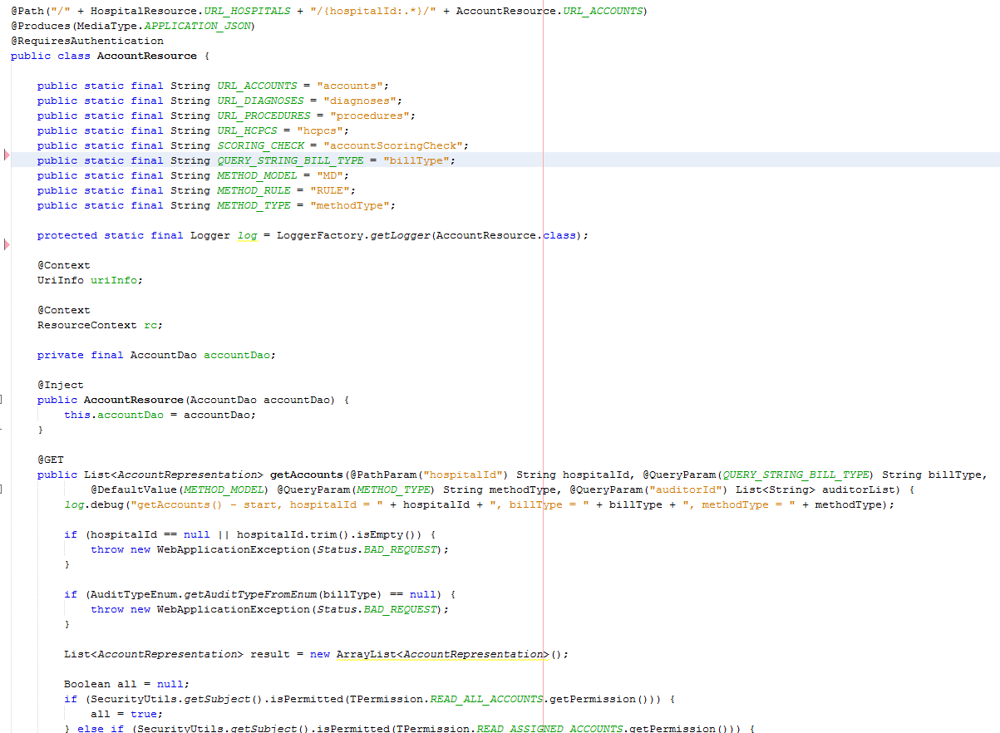 @Path("/" + HospitalResource.URL_HOSPITALS + "/{hospitalId:.*}/" + AccountResource.URL_ACCOUNTS)
@Produces(MediaType.APPLICATION_JSON)
@RequiresAuthentication
public class AccountResource {
public static final String URL_ACCOUNTS = "accounts";
public static final String URL_DIAGNOSES = "diagnoses";
public static final String URL_PROCEDURES = "procedures";
public static final String URL_HCPCS = "hcpcs";
public static final String SCORING_CHECK = "accountScoringCheck";
public static final String QUERY_STRING_BILL_TYPE = "billType";
public static final String METHOD_MODEL = "MD";
public static final String METHOD_RULE = "RULE";
public static final String METHOD_TYPE = "methodType";
protected static final Logger log = LoggerFactory.getLogger(AccountResource.class);
@Context
UriInfo uriInfo;
@Context
ResourceContext rc;
private final AccountDao accountDao;
@Inject
public AccountResource(AccountDao accountDao) {
this.accountDao = accountDao;
}
@GET
public List<AccountRepresentation> getAccounts(@PathParam("hospitalId") String hospitalId, @QueryParam(QUERY_STRING_BILL_TYPE) String billType,
@DefaultValue(METHOD_MODEL) @QueryParam(METHOD_TYPE) String methodType, @QueryParam("auditorId") List<String> auditorList) {
log.debug("getAccounts() - start, hospitalId = " + hospitalId + ", billType = " + billType + ", methodType = " + methodType);
if (hospitalId == null || hospitalId.trim().isEmpty()) {
throw new WebApplicationException(Status.BAD_REQUEST);
}
if (AuditTypeEnum.getAuditTypeFromEnum(billType) == null) {
throw new WebApplicationException(Status.BAD_REQUEST);
}
List<AccountRepresentation> result = new ArrayList<AccountRepresentation>();
Boolean all = null;
if (SecurityUtils.getSubject().isPermitted(TPermission.READ_ALL_ACCOUNTS.getPermission())) {
all = true;
} else if (SecurityUtils.getSubject().isPermitted(TPermission.READ_ASSIGNED_ACCOUNTS.getPermission())) {